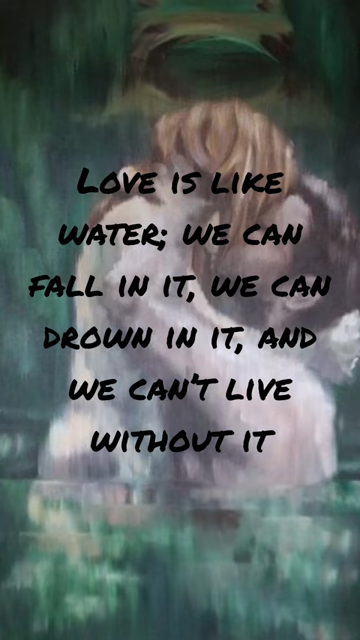 Love is like
water; we can
fall in it, we can
drown in it, and
we can't live
without it